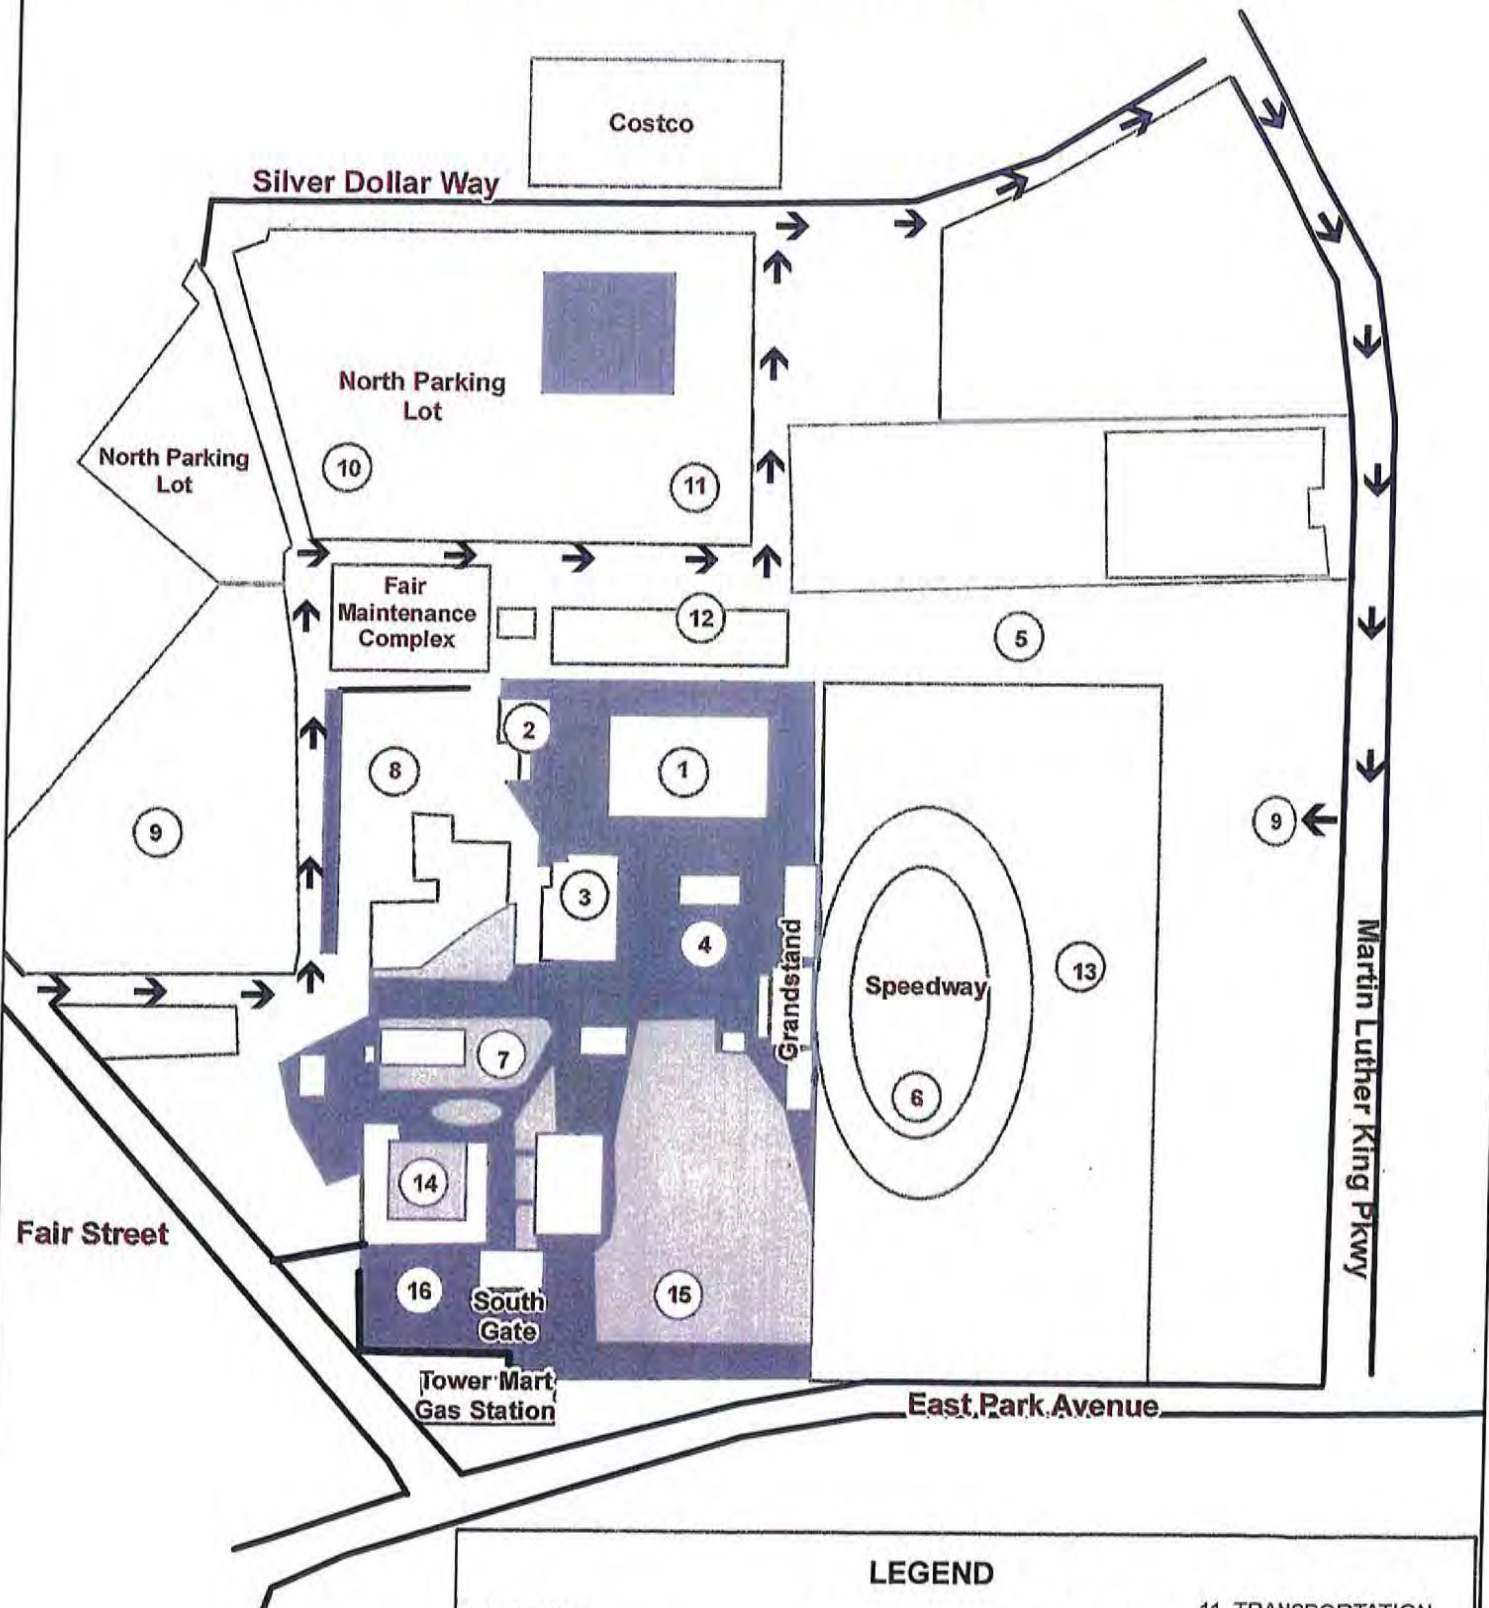 Costco
Silver Dollar Way
North Parking
Lot
North Parking
Lot
10
11
Fair
Maintenance
Complex
12
5
2
1
8
9
9
3
4
Grandstand
Speedway
13
7
6
14
Martin Luther King Pkwy
Fair Street
16
South
Gate
15
Tower Mart
Gas Station
East Park Avenue
LEGEND
11 TRANSPORTATION